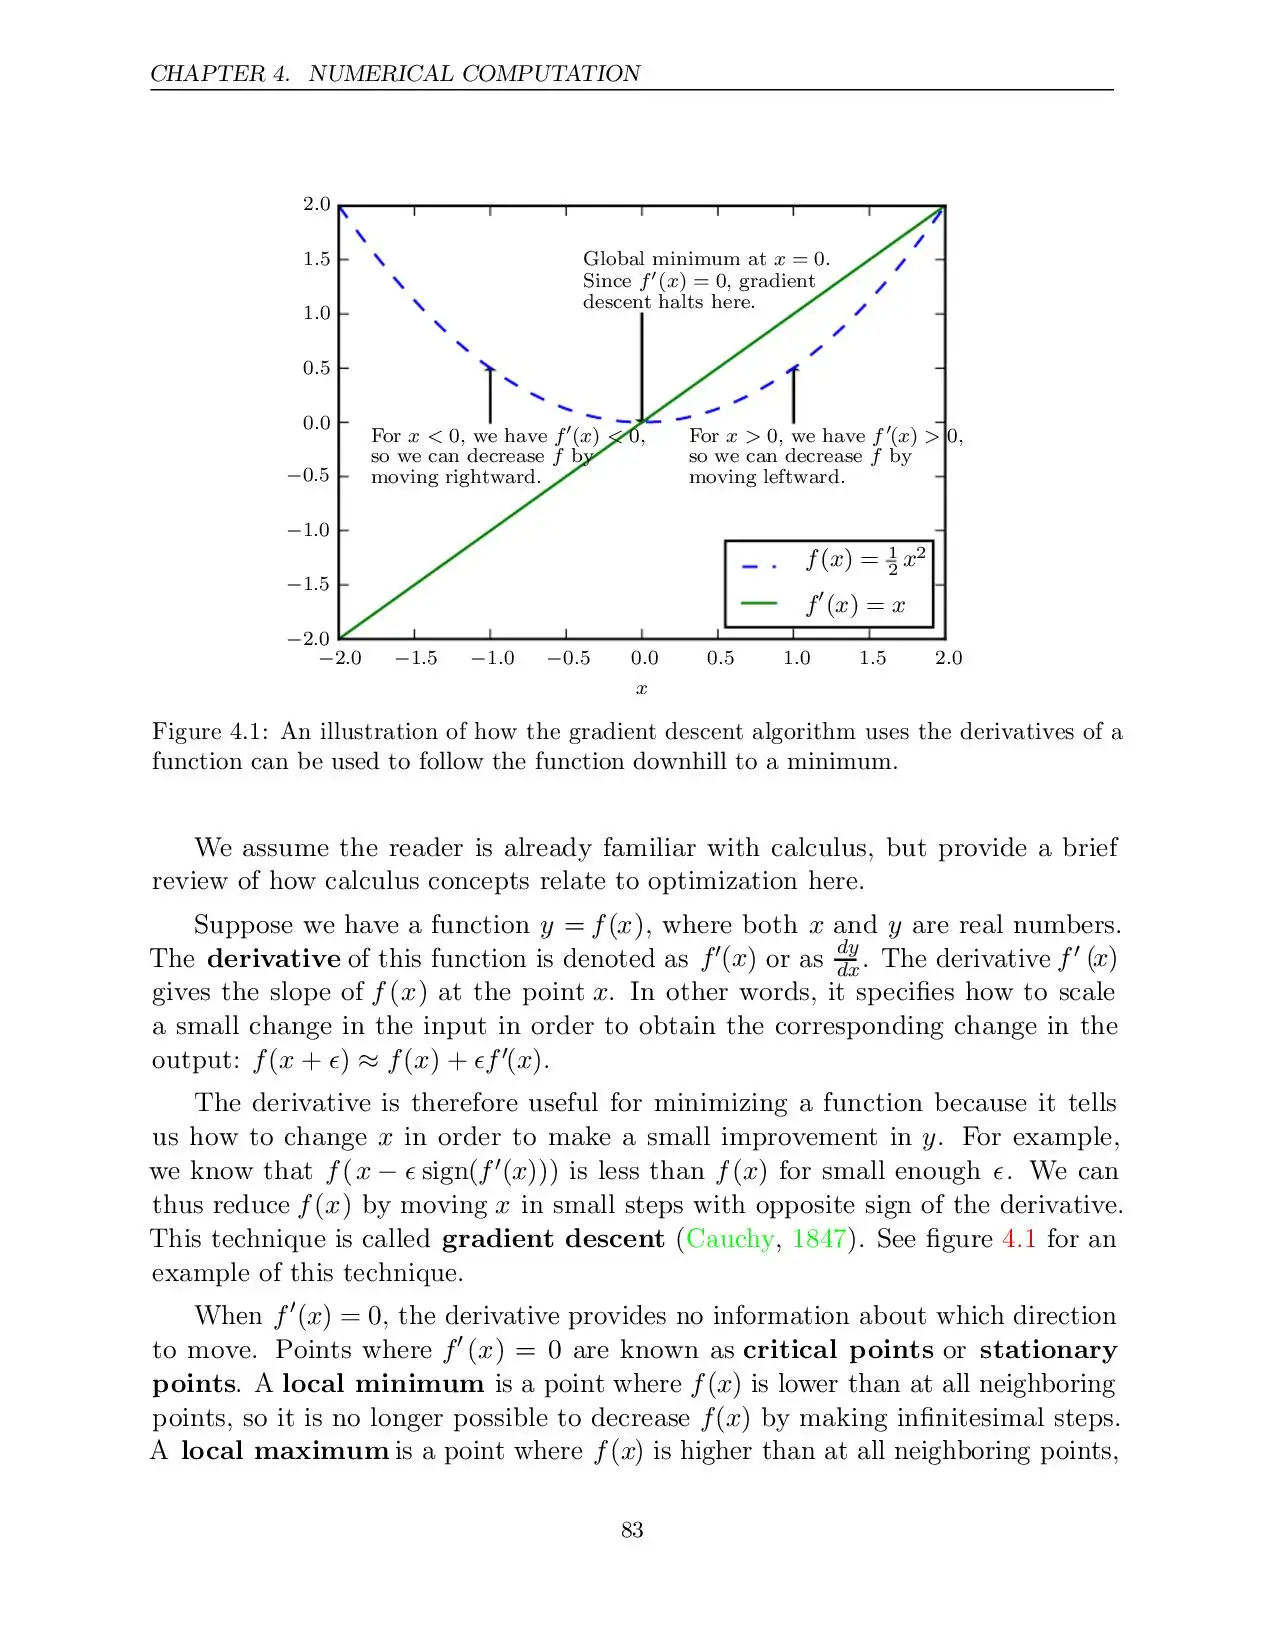 CHAPTER 4. NUMERICAL COMPUTATION
2.0
1.5
1.0
0.5
0.0
−0.5
−1.0
−1.5
−2.0
Global minimum at x = 0.
Since f′(x) = 0, gradient
descent halts here.
For x < 0, we have f′(x) < 0,
so we can decrease f by
moving rightward.
For x > 0, we have f′(x) > 0,
so we can decrease f by
moving leftward.
f(x) = ½ x²
f′(x) = x
−2.0 −1.5 −1.0 −0.5 0.0 0.5 1.0 1.5 2.0
x
Figure 4.1: An illustration of how the gradient descent algorithm uses the derivatives of a
function can be used to follow the function downhill to a minimum.
We assume the reader is already familiar with calculus, but provide a brief
review of how calculus concepts relate to optimization here.
Suppose we have a function y = f(x), where both x and y are real numbers.
The derivative of this function is denoted as f′(x) or as dy/dx. The derivative f′(x)
gives the slope of f(x) at the point x. In other words, it specifies how to scale
a small change in the input in order to obtain the corresponding change in the
output: f(x + ϵ) ≈ f(x) + ϵf′(x).
The derivative is therefore useful for minimizing a function because it tells
us how to change x in order to make a small improvement in y. For example,
we know that f(x − ϵ sign(f′(x))) is less than f(x) for small enough ϵ. We can
thus reduce f(x) by moving x in small steps with opposite sign of the derivative.
This technique is called gradient descent (Cauchy, 1847). See figure 4.1 for an
example of this technique.
When f′(x) = 0, the derivative provides no information about which direction
to move. Points where f′(x) = 0 are known as critical points or stationary
points. A local minimum is a point where f(x) is lower than at all neighboring
points, so it is no longer possible to decrease f(x) by making infinitesimal steps.
A local maximum is a point where f(x) is higher than at all neighboring points,
83